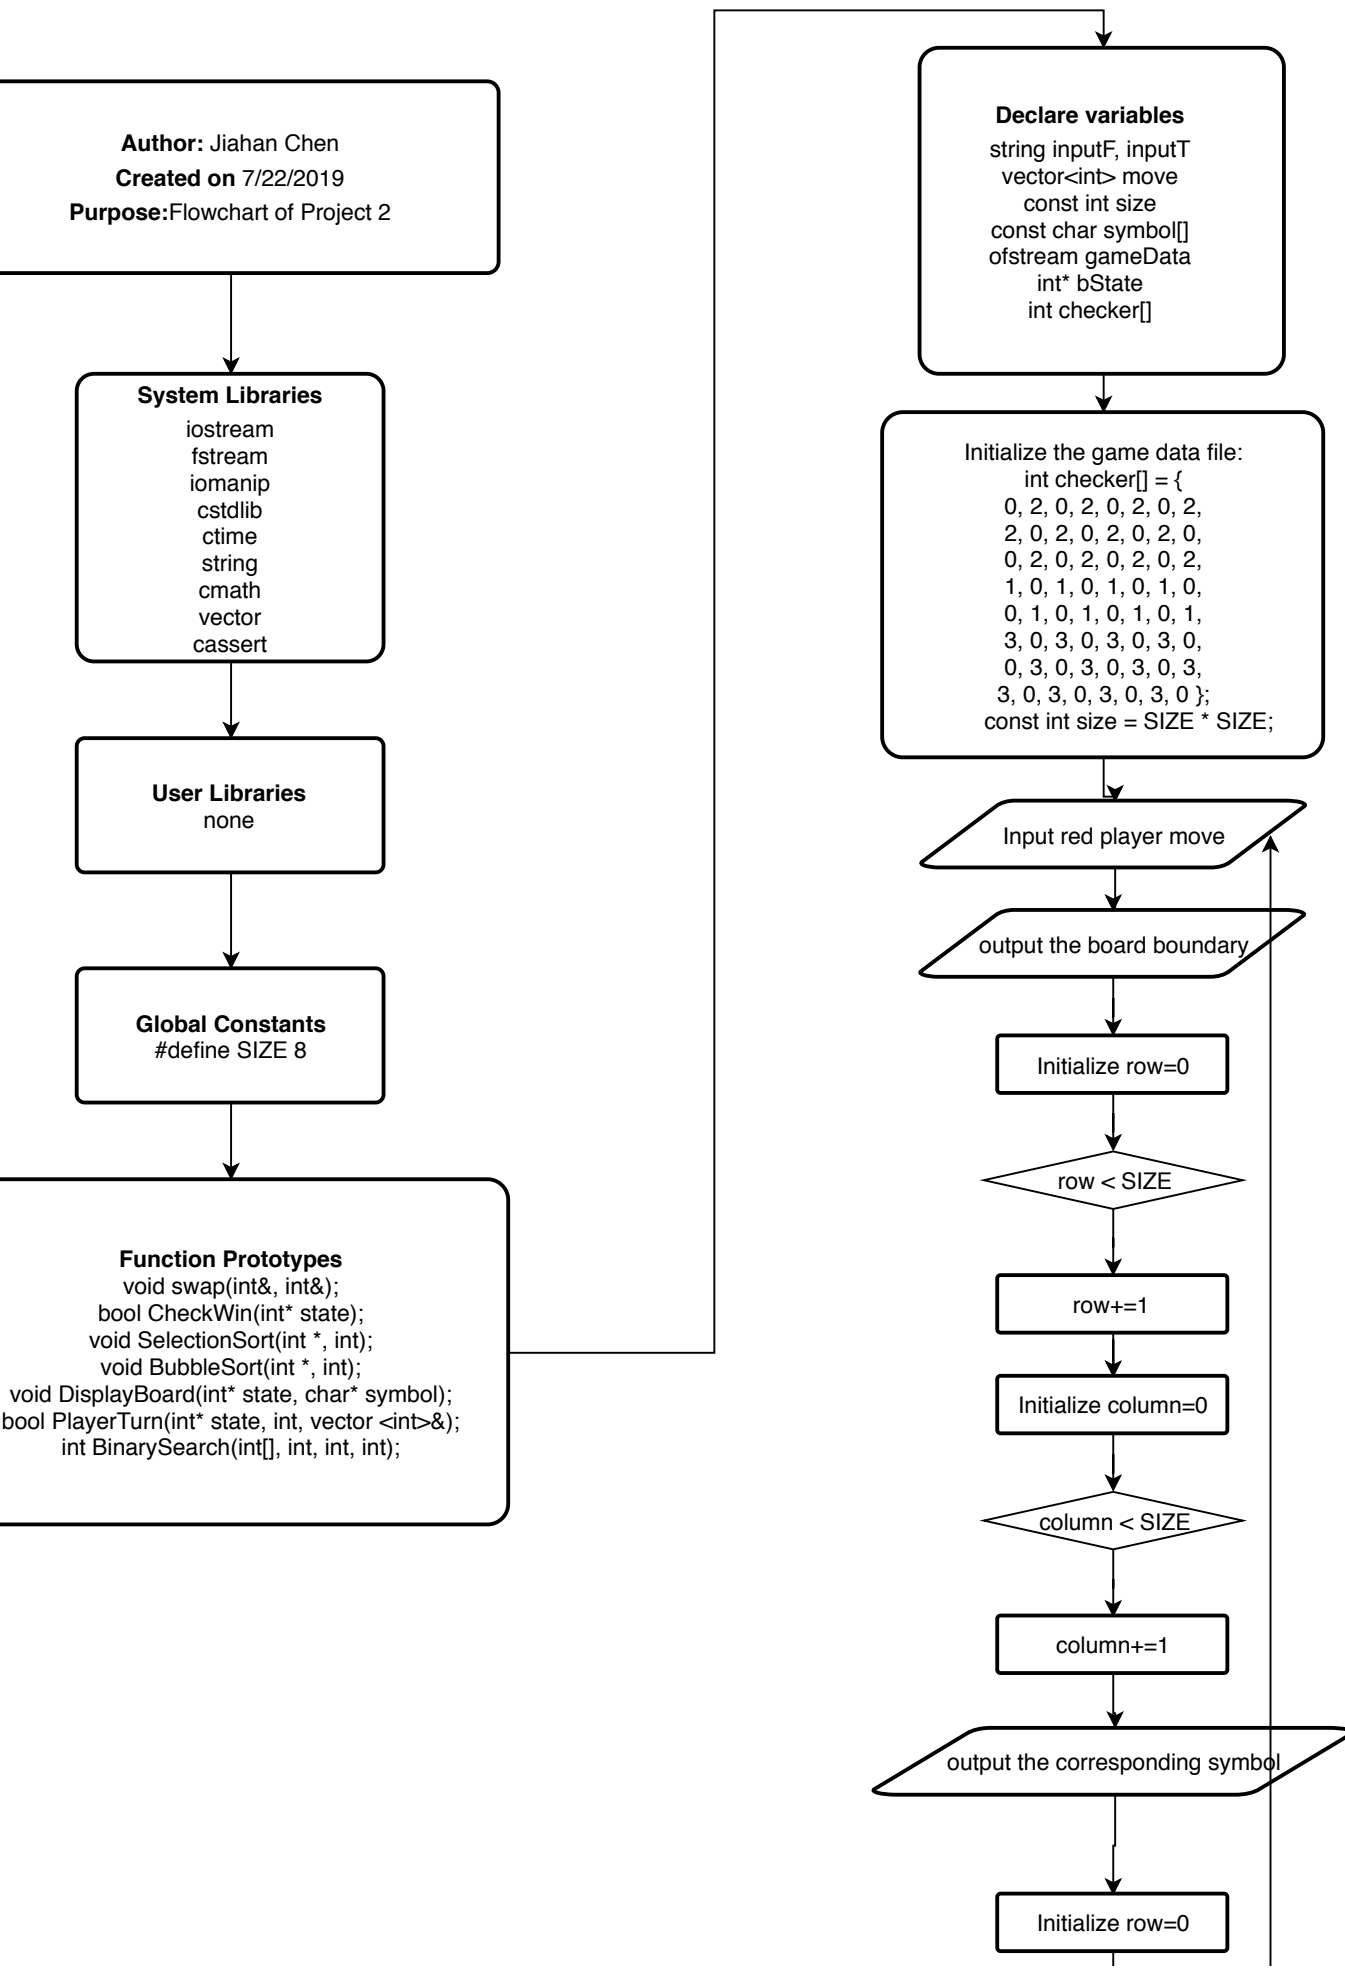 Author: Jiahan Chen
Created on 7/22/2019
Purpose:Flowchart of Project 2
System Libraries
iostream
fstream
iomanip
cstdlib
ctime
string
cmath
vector
cassert
User Libraries
none
Global Constants
#define SIZE 8
Function Prototypes
void swap(int&, int&);
bool CheckWin(int* state);
void SelectionSort(int *, int);
void BubbleSort(int *, int);
void DisplayBoard(int* state, char* symbol);
bool PlayerTurn(int* state, int, vector <int>&);
int BinarySearch(int[], int, int, int);
Declare variables
string inputF, inputT
vector<int> move
const int size
const char symbol[]
ofstream gameData
int* bState
int checker[]
Initialize the game data file:
int checker[] = {
0, 2, 0, 2, 0, 2, 0, 2,
2, 0, 2, 0, 2, 0, 2, 0,
0, 2, 0, 2, 0, 2, 0, 2,
1, 0, 1, 0, 1, 0, 1, 0,
0, 1, 0, 1, 0, 1, 0, 1,
3, 0, 3, 0, 3, 0, 3, 0,
0, 3, 0, 3, 0, 3, 0, 3,
3, 0, 3, 0, 3, 0, 3, 0 };
const int size = SIZE * SIZE;
Input red player move
output the board boundary
Initialize row=0
row < SIZE
row+=1
Initialize column=0
column < SIZE
column+=1
output the corresponding symbol
Initialize row=0